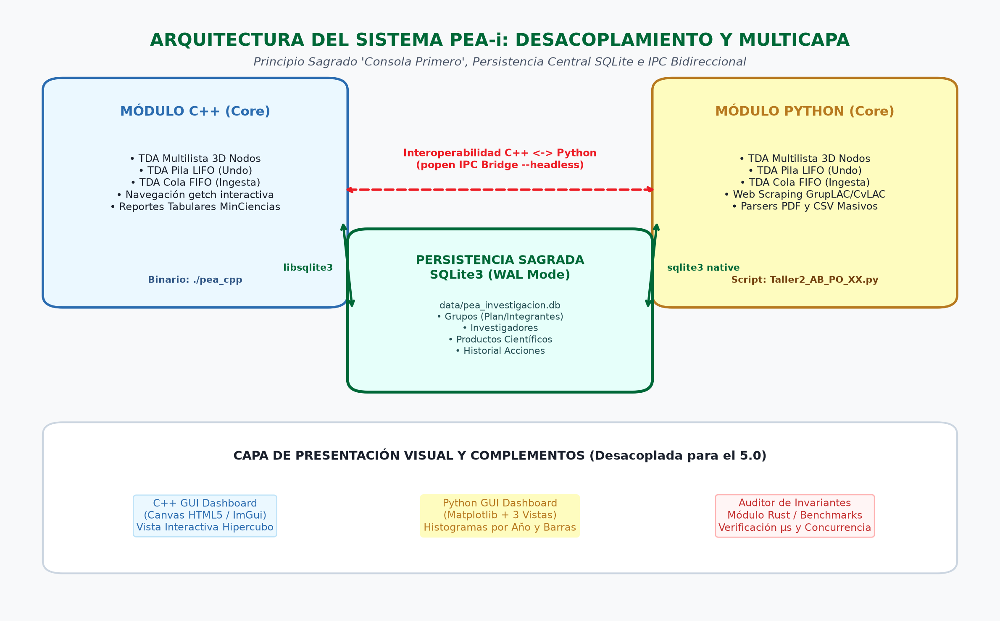 ARQUITECTURA DEL SISTEMA PEA-i: DESACOPLAMIENTO Y MULTICAPA
Principio Sagrado 'Consola Primero', Persistencia Central SQLite e IPC Bidireccional
MÓDULO C++ (Core)
• TDA Multilista 3D Nodos
• TDA Pila LIFO (Undo)
• TDA Cola FIFO (Ingesta)
• Navegación getch interactiva
• Reportes Tabulares MinCiencias
libsqlite3
Binario: ./pea_cpp
Interoperabilidad C++ <-> Python
(popen IPC Bridge --headless)
MÓDULO PYTHON (Core)
• TDA Multilista 3D Nodos
• TDA Pila LIFO (Undo)
• TDA Cola FIFO (Ingesta)
• Web Scraping GrupLAC/CvLAC
• Parsers PDF y CSV Masivos
sqlite3 native
Script: Taller2_AB_PO_XX.py
PERSISTENCIA SAGRADA
SQLite3 (WAL Mode)
data/pea_investigacion.db
• Grupos (Plan/Integrantes)
• Investigadores
• Productos Científicos
• Historial Acciones
CAPA DE PRESENTACIÓN VISUAL Y COMPLEMENTOS (Desacoplada para el 5.0)
C++ GUI Dashboard
(Canvas HTML5 / ImGui)
Vista Interactiva Hipercubo
Python GUI Dashboard
(Matplotlib + 3 Vistas)
Histogramas por Año y Barras
Auditor de Invariantes
Módulo Rust / Benchmarks
Verificación µs y Concurrencia